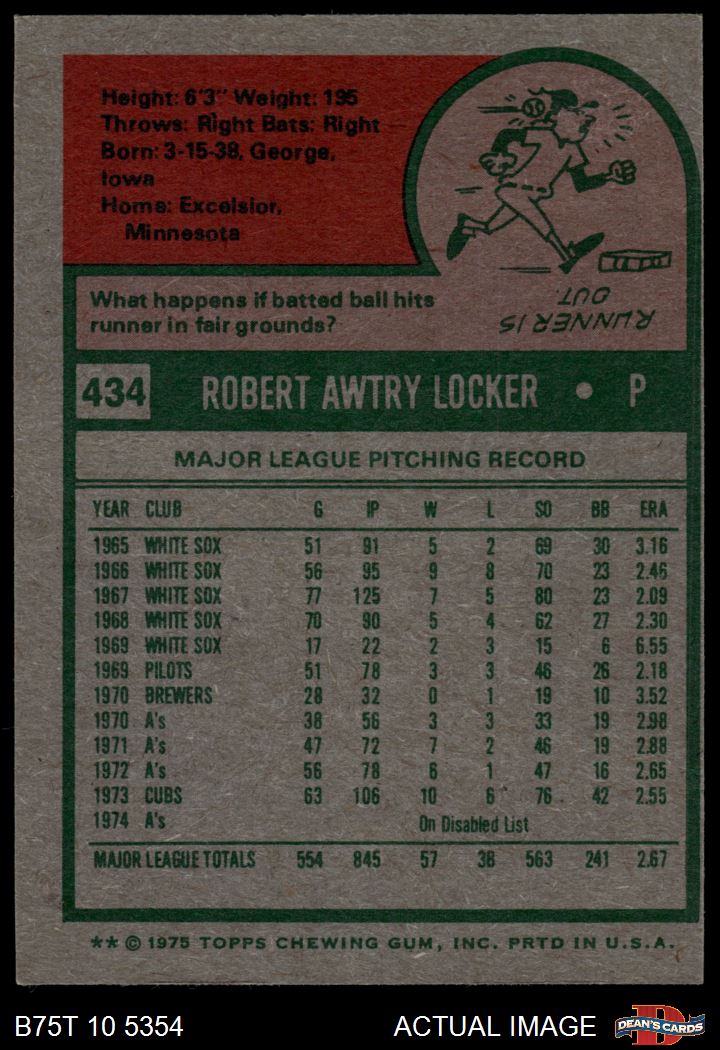 Height: 6'3" Weight: 195
Throws: Right Bats: Right
Born: 3-15-38, George,
Iowa
Home: Excelsior,
Minnesota
What happens if batted ball hits
runner in fair grounds?
RUNNER IS
OUT.
434 ROBERT AWTRY LOCKER • P
MAJOR LEAGUE PITCHING RECORD
YEAR CLUB G IP W L SO BB ERA
1965 WHITE SOX 51 91 5 2 69 30 3.16
1966 WHITE SOX 56 95 9 8 70 23 2.46
1967 WHITE SOX 77 125 7 5 80 23 2.09
1968 WHITE SOX 70 90 5 4 62 27 2.30
1969 WHITE SOX 17 22 2 3 15 6 6.55
1969 PILOTS 51 78 3 3 46 26 2.18
1970 BREWERS 28 32 0 1 19 10 3.52
1970 A's 38 56 3 3 33 19 2.98
1971 A's 47 72 7 2 46 19 2.88
1972 A's 56 78 6 1 47 16 2.65
1973 CUBS 63 106 10 6 76 42 2.55
1974 A's On Disabled List
MAJOR LEAGUE TOTALS 554 845 57 38 563 241 2.67
** © 1975 TOPPS CHEWING GUM, INC. PRTD IN U.S.A.
B75T 10 5354 ACTUAL IMAGE DEAN'S CARDS